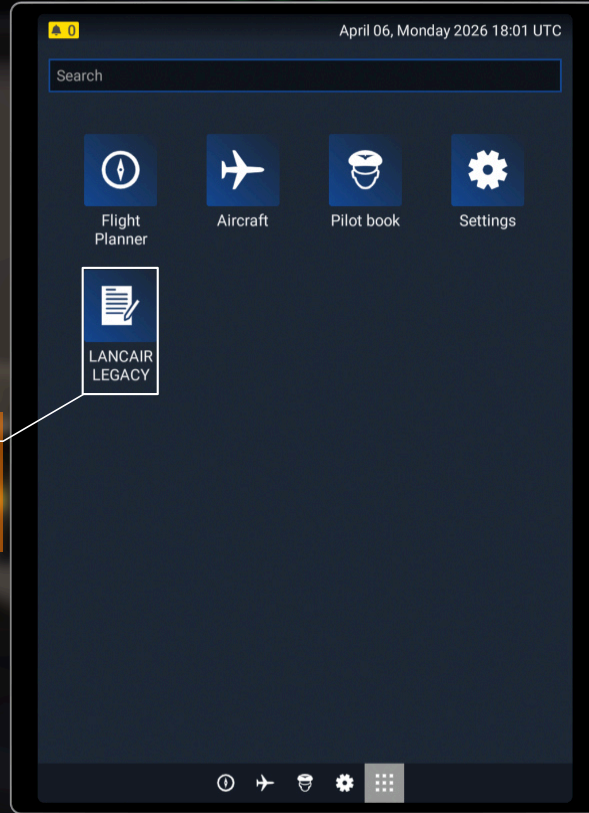 0
April 06, Monday 2026 18:01 UTC
Search
Flight
Planner
Aircraft
Pilot book
Settings
LANCAIR
LEGACY